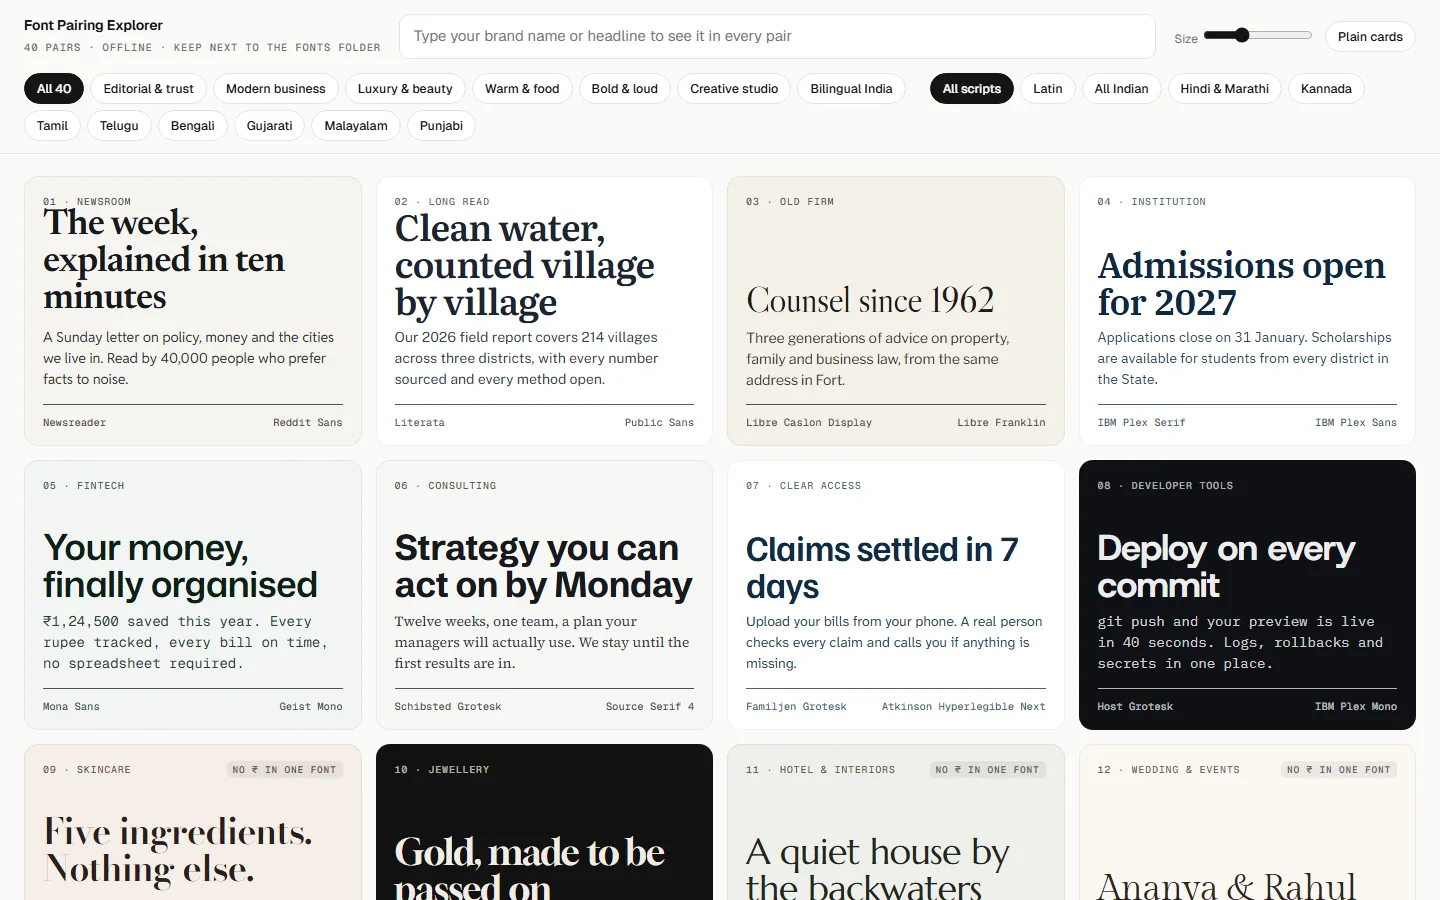 Font Pairing Explorer
40 PAIRS · OFFLINE · KEEP NEXT TO THE FONTS FOLDER
Type your brand name or headline to see it in every pair
Size
Plain cards
All 40
Editorial & trust
Modern business
Luxury & beauty
Warm & food
Bold & loud
Creative studio
Bilingual India
All scripts
Latin
All Indian
Hindi & Marathi
Kannada
Tamil
Telugu
Bengali
Gujarati
Malayalam
Punjabi
01 · NEWSROOM
The week,
explained in ten
minutes
A Sunday letter on policy, money and the cities
we live in. Read by 40,000 people who prefer
facts to noise.
Newsreader
Reddit Sans
02 · LONG READ
Clean water,
counted village
by village
Our 2026 field report covers 214 villages
across three districts, with every number
sourced and every method open.
Literata
Public Sans
03 · OLD FIRM
Counsel since 1962
Three generations of advice on property,
family and business law, from the same
address in Fort.
Libre Caslon Display
Libre Franklin
04 · INSTITUTION
Admissions open
for 2027
Applications close on 31 January. Scholarships
are available for students from every district in
the State.
IBM Plex Serif
IBM Plex Sans
05 · FINTECH
Your money,
finally organised
₹1,24,500 saved this year. Every
rupee tracked, every bill on time,
no spreadsheet required.
Mona Sans
Geist Mono
06 · CONSULTING
Strategy you can
act on by Monday
Twelve weeks, one team, a plan your
managers will actually use. We stay until the
first results are in.
Schibsted Grotesk
Source Serif 4
07 · CLEAR ACCESS
Claims settled in 7
days
Upload your bills from your phone. A real person
checks every claim and calls you if anything is
missing.
Familjen Grotesk
Atkinson Hyperlegible Next
08 · DEVELOPER TOOLS
Deploy on every
commit
git push and your preview is live
in 40 seconds. Logs, rollbacks and
secrets in one place.
Host Grotesk
IBM Plex Mono
09 · SKINCARE
NO ₹ IN ONE FONT
Five ingredients.
Nothing else.
10 · JEWELLERY
Gold, made to be
passed on
11 · HOTEL & INTERIORS
NO ₹ IN ONE FONT
A quiet house by
the backwaters
12 · WEDDING & EVENTS
NO ₹ IN ONE FONT
Ananya & Rahul